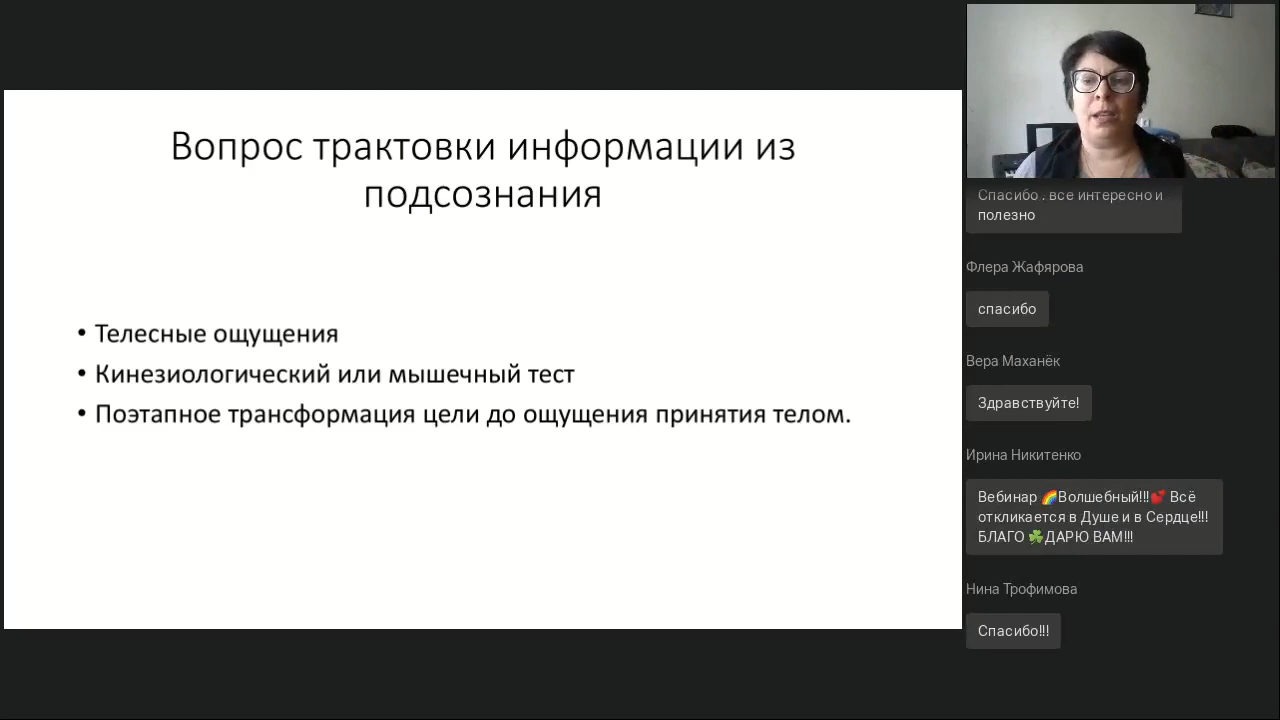 Вопрос трактовки информации из
подсознания
• Телесные ощущения
• Кинезиологический или мышечный тест
• Поэтапное трансформация цели до ощущения принятия телом.
Спасибо . все интересно и
полезно
Флера Жафярова
спасибо
Вера Маханёк
Здравствуйте!
Ирина Никитенко
Вебинар 🌈Волшебный!!!💕 Всё
откликается в Душе и в Сердце!!!
БЛАГО ☘️ДАРЮ ВАМ!!!
Нина Трофимова
Спасибо!!!